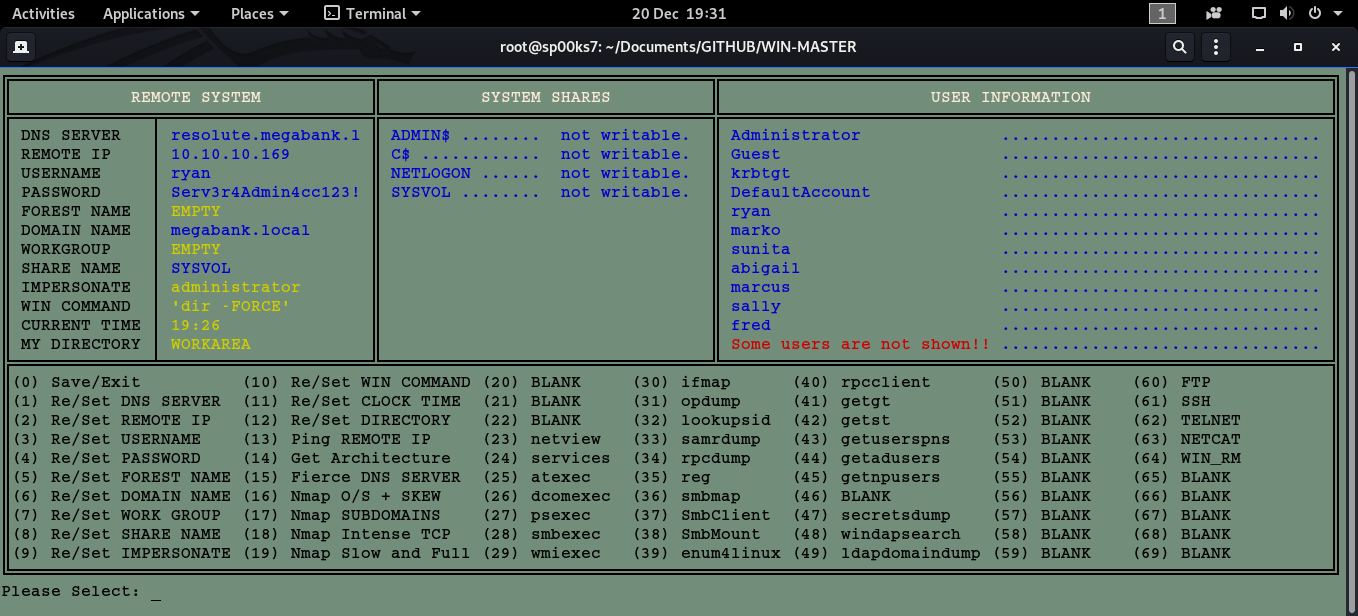 Activities Applications Places Terminal 20 Dec 19:31 1
root@sp00ks7: ~/Documents/GITHUB/WIN-MASTER
REMOTE SYSTEM SYSTEM SHARES USER INFORMATION
DNS SERVER resolute.megabank.l ADMIN$ ........ not writable. Administrator ................................
REMOTE IP 10.10.10.169 C$ ............ not writable. Guest ................................
USERNAME ryan NETLOGON ...... not writable. krbtgt ................................
PASSWORD Serv3r4Admin4cc123! SYSVOL ........ not writable. DefaultAccount ................................
FOREST NAME EMPTY ryan ................................
DOMAIN NAME megabank.local marko ................................
WORKGROUP EMPTY sunita ................................
SHARE NAME SYSVOL abigail ................................
IMPERSONATE administrator marcus ................................
WIN COMMAND 'dir -FORCE' sally ................................
CURRENT TIME 19:26 fred ................................
MY DIRECTORY WORKAREA Some users are not shown!! ................................
(0) Save/Exit (10) Re/Set WIN COMMAND (20) BLANK (30) ifmap (40) rpcclient (50) BLANK (60) FTP
(1) Re/Set DNS SERVER (11) Re/Set CLOCK TIME (21) BLANK (31) opdump (41) getgt (51) BLANK (61) SSH
(2) Re/Set REMOTE IP (12) Re/Set DIRECTORY (22) BLANK (32) lookupsid (42) getst (52) BLANK (62) TELNET
(3) Re/Set USERNAME (13) Ping REMOTE IP (23) netview (33) samrdump (43) getuserspns (53) BLANK (63) NETCAT
(4) Re/Set PASSWORD (14) Get Architecture (24) services (34) rpcdump (44) getadusers (54) BLANK (64) WIN_RM
(5) Re/Set FOREST NAME (15) Fierce DNS SERVER (25) atexec (35) reg (45) getnpusers (55) BLANK (65) BLANK
(6) Re/Set DOMAIN NAME (16) Nmap O/S + SKEW (26) dcomexec (36) smbmap (46) BLANK (56) BLANK (66) BLANK
(7) Re/Set WORK GROUP (17) Nmap SUBDOMAINS (27) psexec (37) SmbClient (47) secretsdump (57) BLANK (67) BLANK
(8) Re/Set SHARE NAME (18) Nmap Intense TCP (28) smbexec (38) SmbMount (48) windapsearch (58) BLANK (68) BLANK
(9) Re/Set IMPERSONATE (19) Nmap Slow and Full (29) wmiexec (39) enum4linux (49) ldapdomaindump (59) BLANK (69) BLANK
Please Select: _